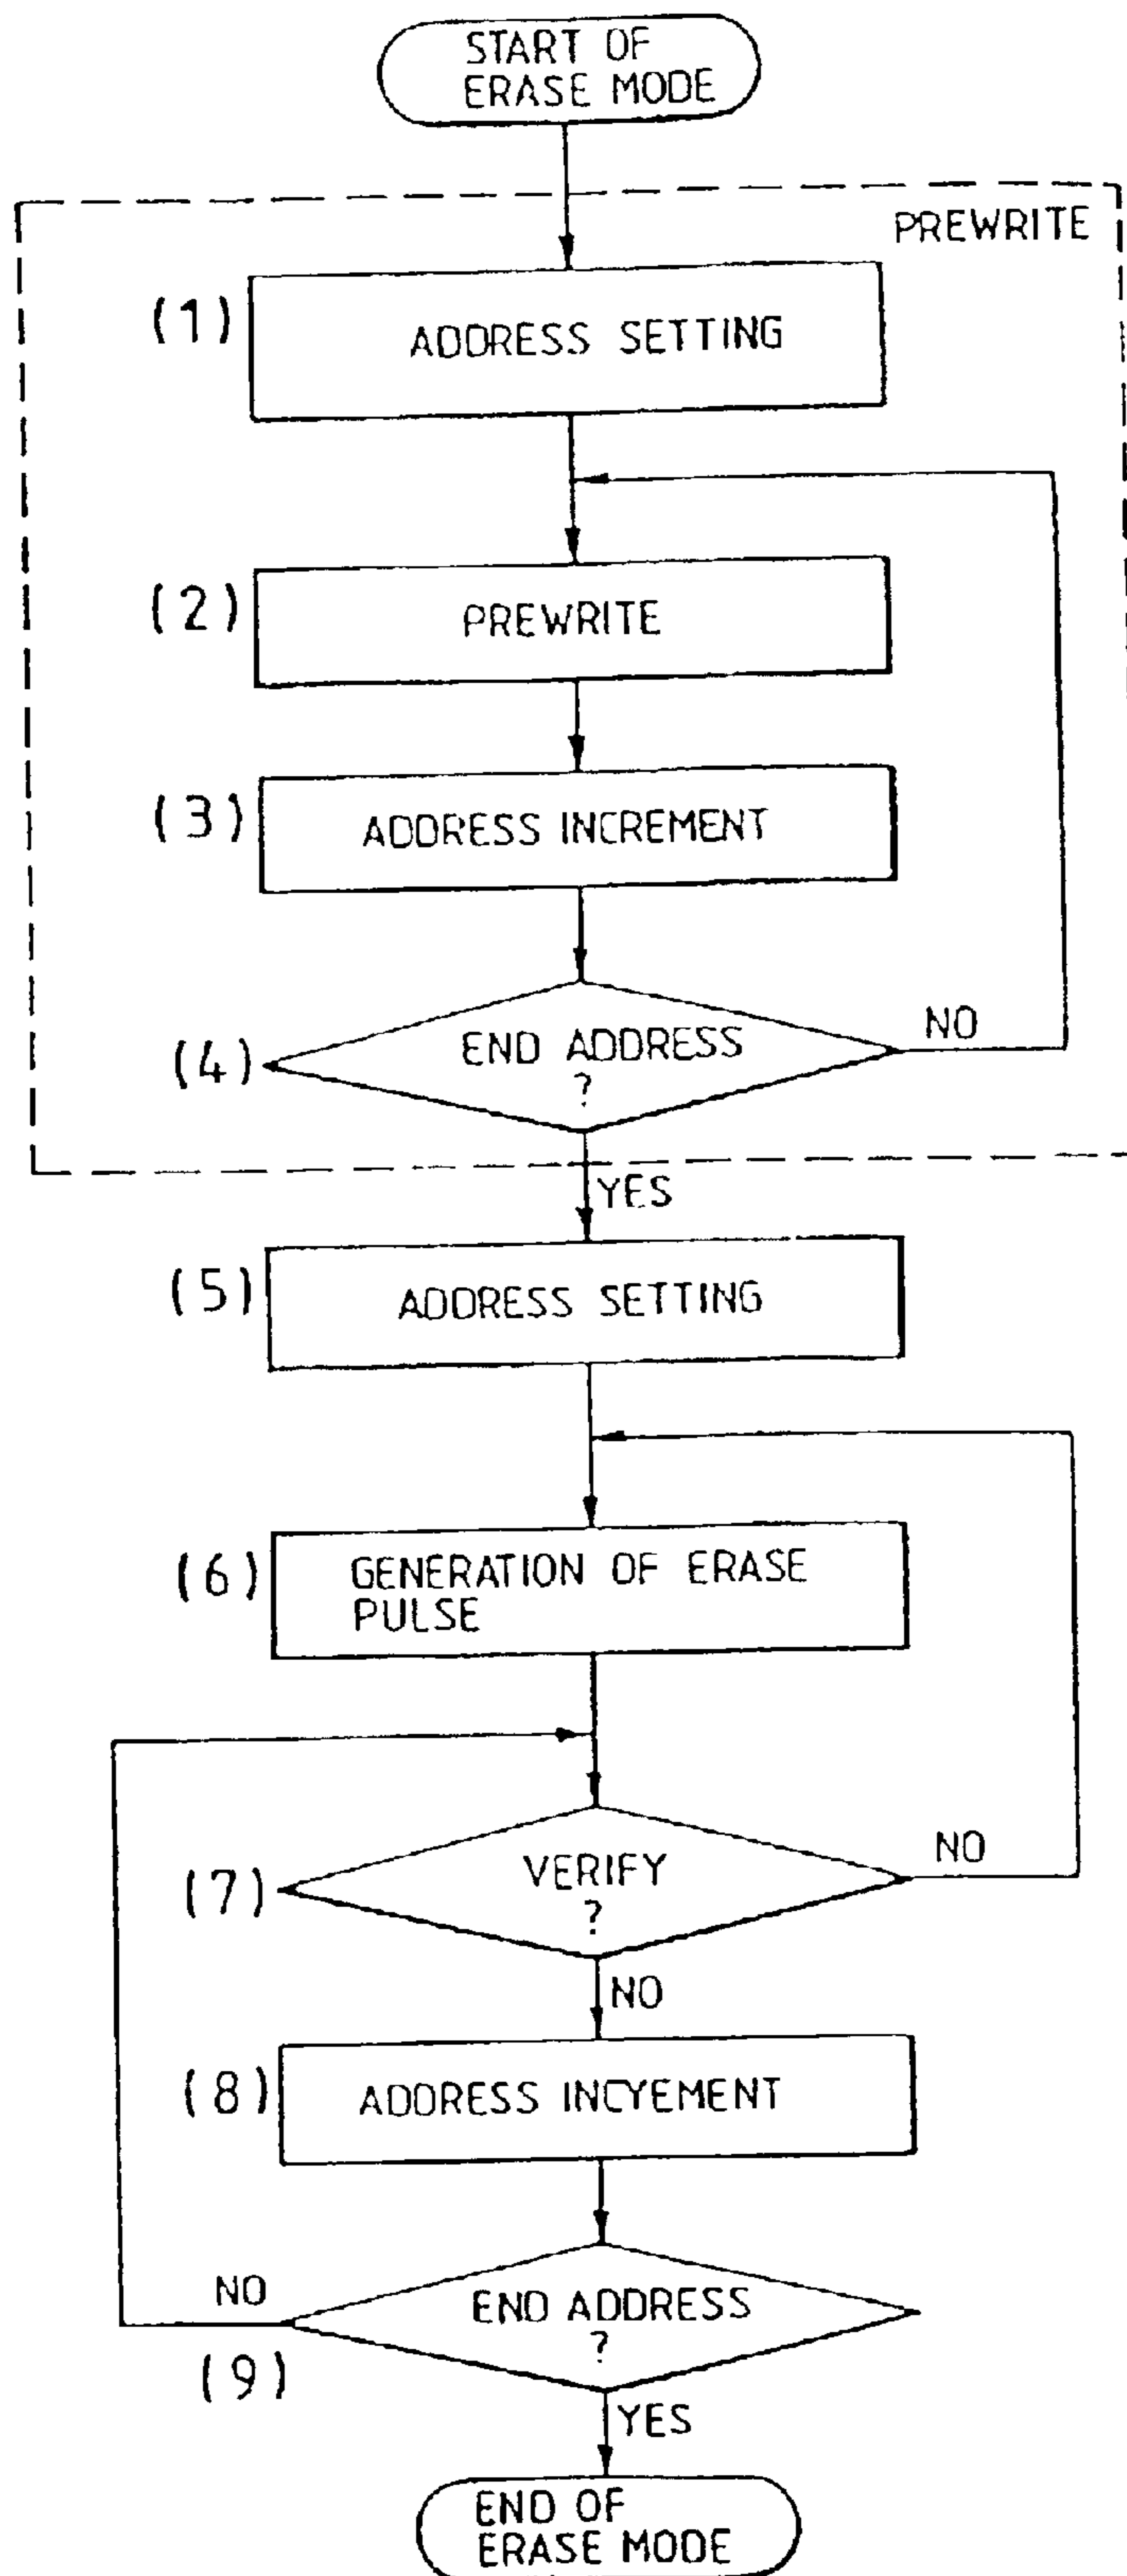 START OF
ERASE MODE
PREWRITE
(1)
ADDRESS SETTING
(2)
PREWRITE
(3)
ADDRESS INCREMENT
(4)
END ADDRESS
?
NO
YES
(5)
ADDRESS SETTING
(6)
GENERATION OF ERASE
PULSE
(7)
VERIFY
?
NO
NO
(8)
ADDRESS INCYEMENT
NO
END ADDRESS
?
(9)
YES
END OF
ERASE MODE